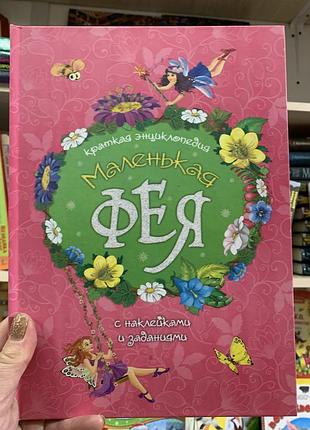 краткая энциклопедия
Маленькая
ФЕЯ
с наклейками
и заданиями